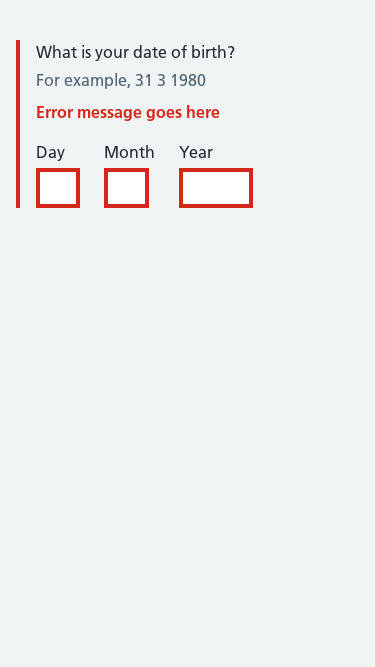 What is your date of birth?
For example, 31 3 1980
Error message goes here
Day Month Year